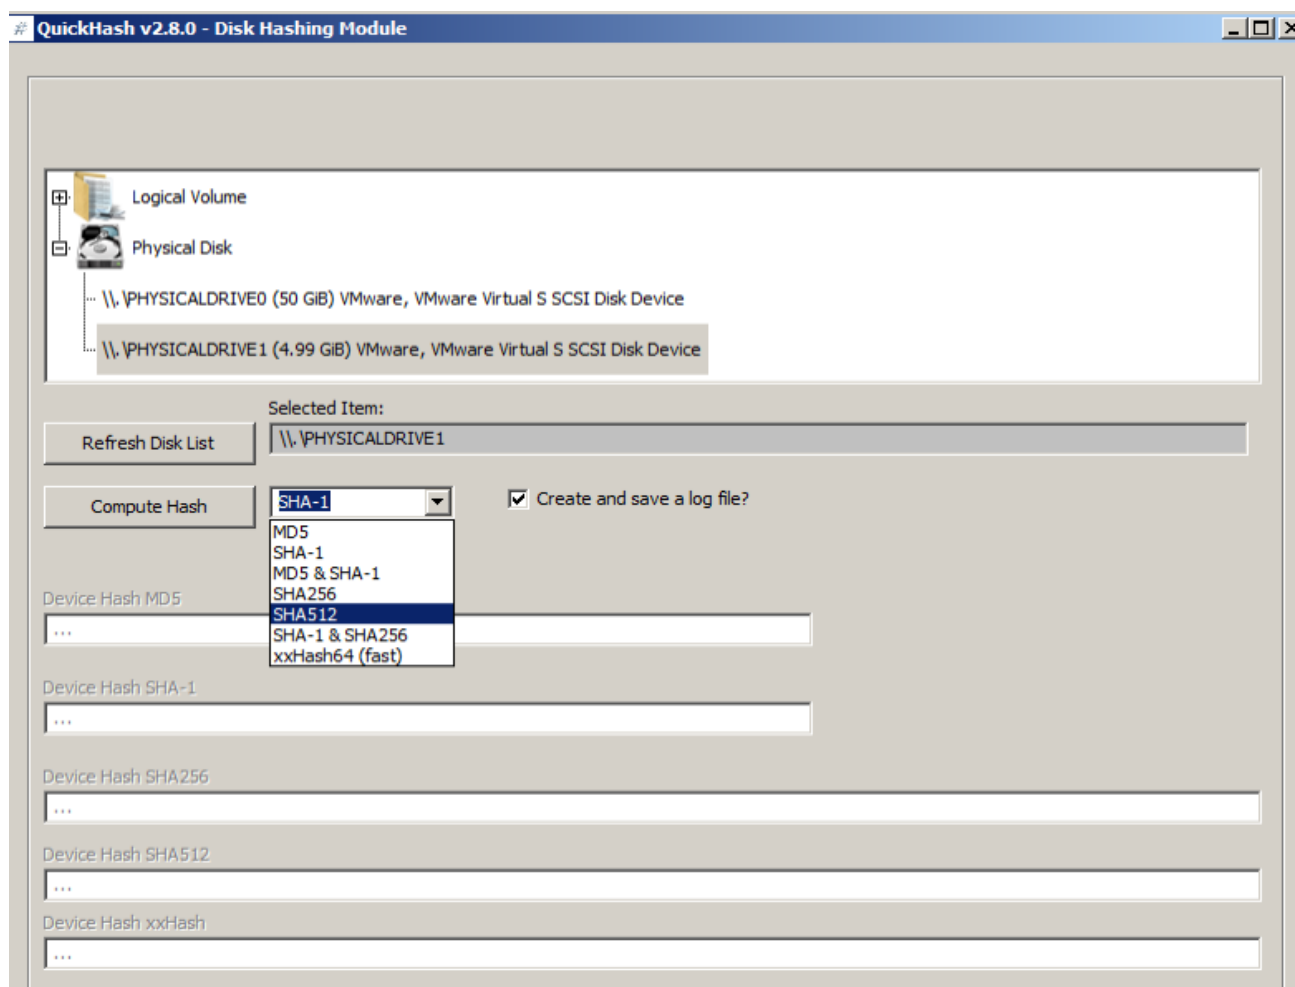 # QuickHash v2.8.0 - Disk Hashing Module
Logical Volume
Physical Disk
\\.\PHYSICALDRIVE0 (50 GiB) VMware, VMware Virtual S SCSI Disk Device
\\.\PHYSICALDRIVE1 (4.99 GiB) VMware, VMware Virtual S SCSI Disk Device
Selected Item:
Refresh Disk List
\\.\PHYSICALDRIVE1
Compute Hash
SHA-1
Create and save a log file?
MD5
SHA-1
MD5 & SHA-1
SHA256
SHA512
SHA-1 & SHA256
xxHash64 (fast)
Device Hash MD5
...
Device Hash SHA-1
...
Device Hash SHA256
...
Device Hash SHA512
...
Device Hash xxHash
...